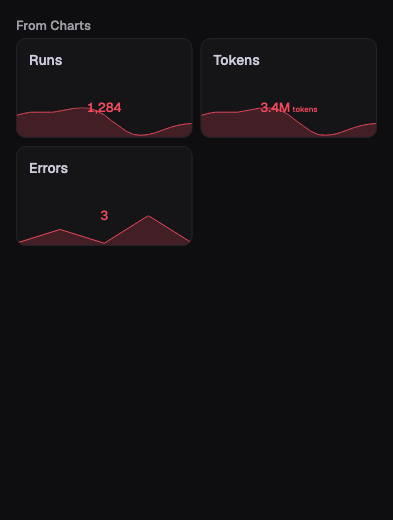 From Charts
Runs
1,284
Tokens
3.4M tokens
Errors
3